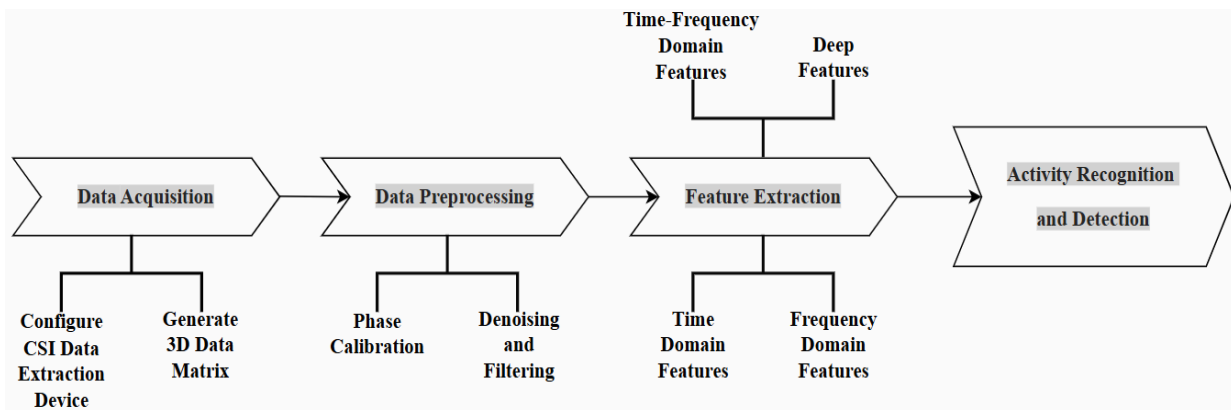 Time-Frequency
Domain
Features
Deep
Features
Data Acquisition
Data Preprocessing
Feature Extraction
Activity Recognition
and Detection
Configure
CSI Data
Extraction
Device
Generate
3D Data
Matrix
Phase
Calibration
Denoising
and
Filtering
Time
Domain
Features
Frequency
Domain
Features